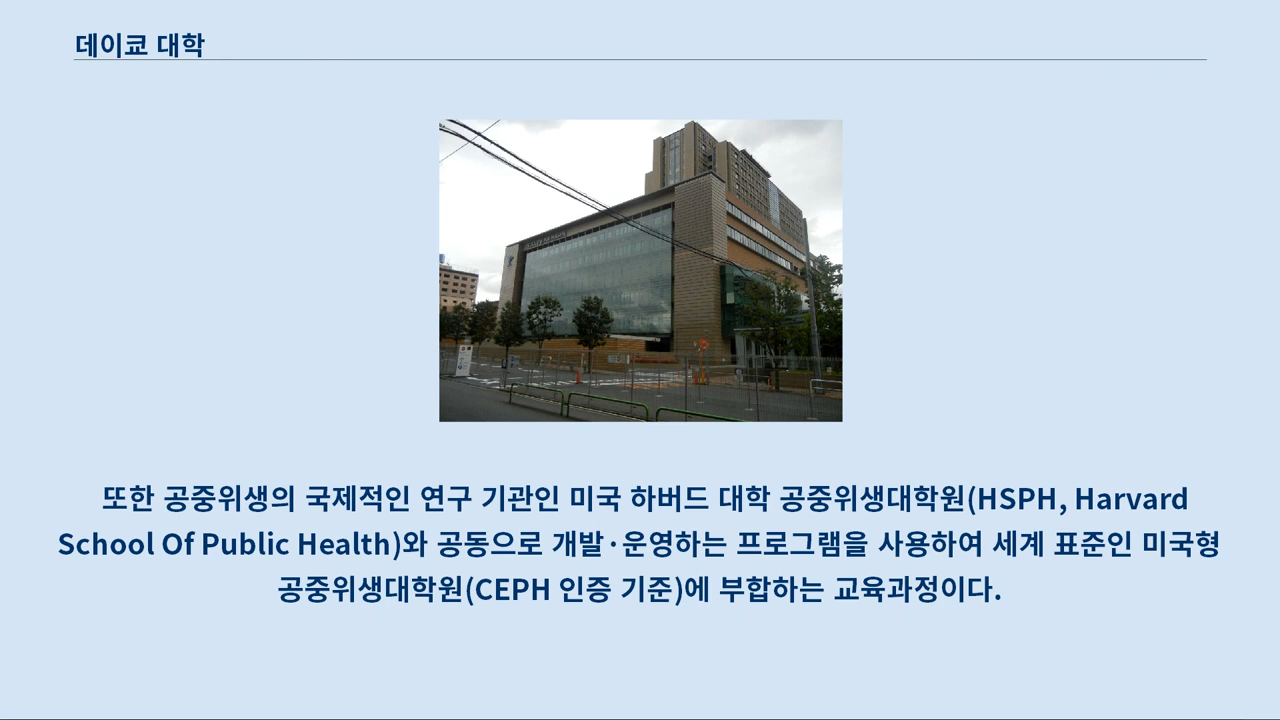 데이쿄 대학
또한 공중위생의 국제적인 연구 기관인 미국 하버드 대학 공중위생대학원(HSPH, Harvard
School Of Public Health)와 공동으로 개발·운영하는 프로그램을 사용하여 세계 표준인 미국형
공중위생대학원(CEPH 인증 기준)에 부합하는 교육과정이다.